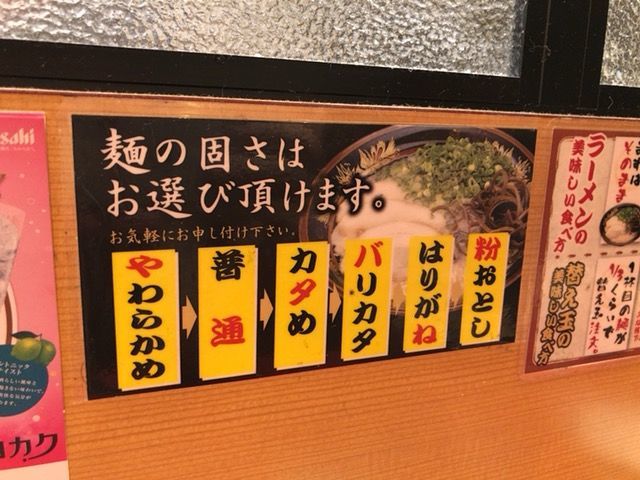 麺の固さは
お選び頂けます。
お気軽にお申し付け下さい。
やわらかめ
普通
カタめ
バリカタ
はりがね
粉おとし
ラーメンの
美味しい食べ方
替え玉の
美味しい食べ方
そのまま
1杯目の麺が
1/3くらいで
替え玉注文。
Asahi
カク